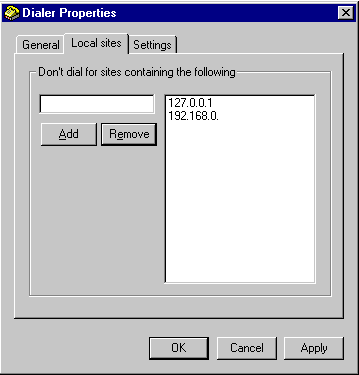 Dialer Properties
General Local sites Settings
Don't dial for sites containing the following
127.0.0.1
192.168.0.
Add Remove
OK Cancel Apply